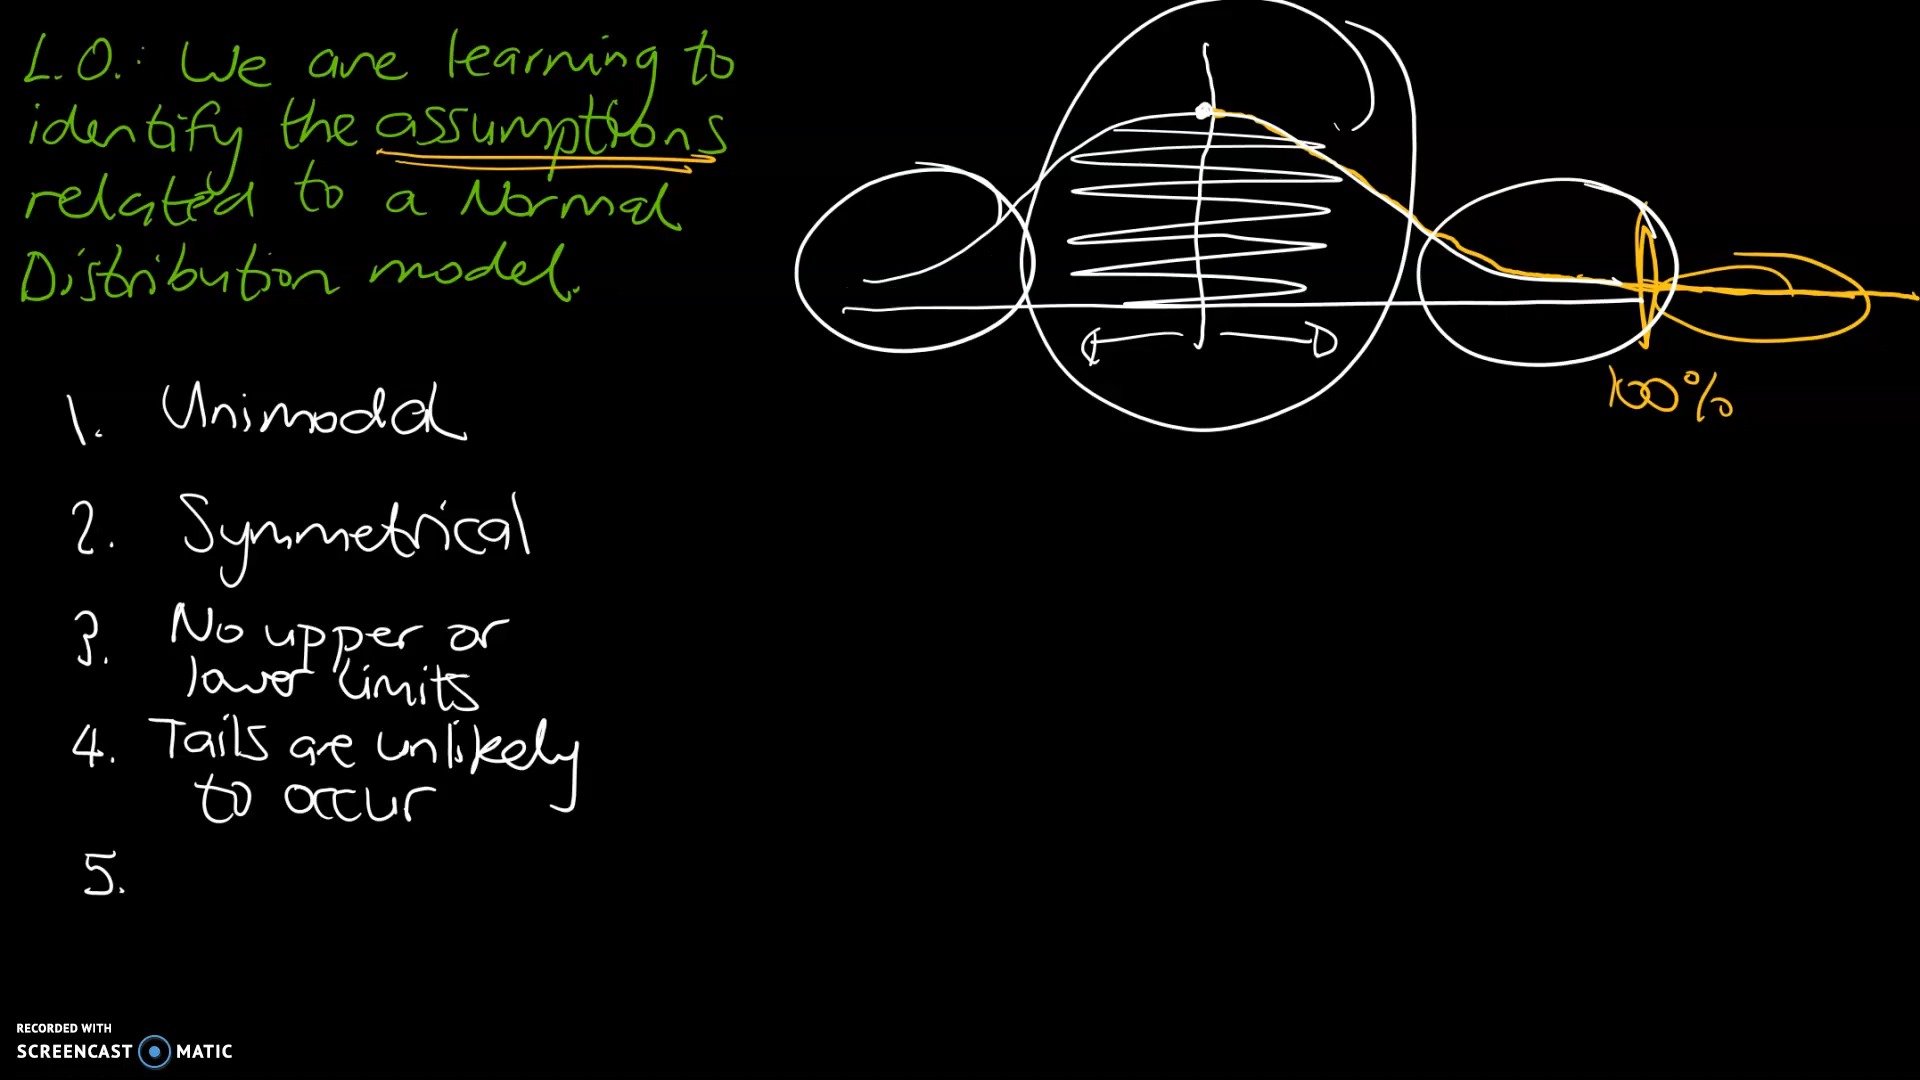 L.O.: We are learning to
identify the assumptions
related to a Normal
Distribution model.
100%
1. Unimodal
2. Symmetrical
3. No upper or
lower limits
4. Tails are unlikely
to occur
5.
RECORDED WITH
SCREENCAST MATIC